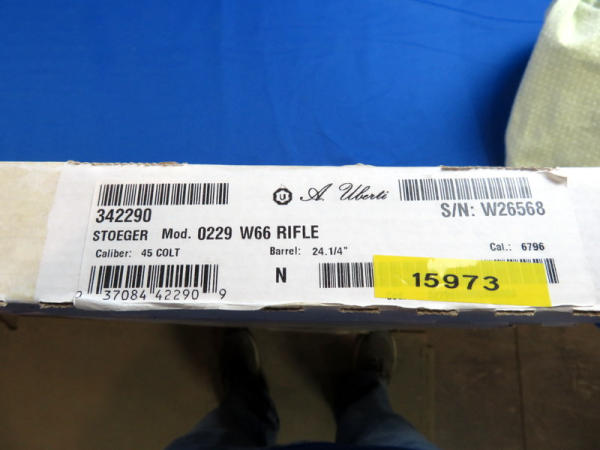 A. Uberti
342290
S/N: W26568
STOEGER Mod. 0229 W66 RIFLE
Caliber: 45 COLT Barrel: 24.1/4" Cal.: 6796
N
15973
37084 42290 9